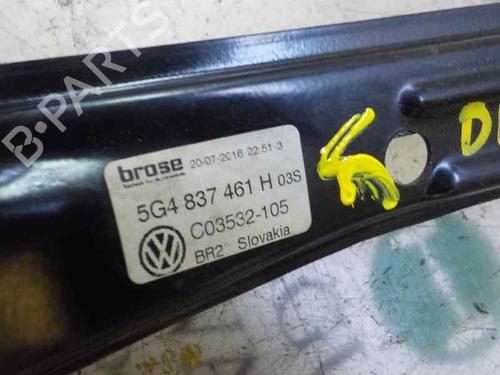 B-PARTS
brose 20-07-2016 22:51 3
5G4 837 461 H 03S
C03532-105
BR2 Slovakia